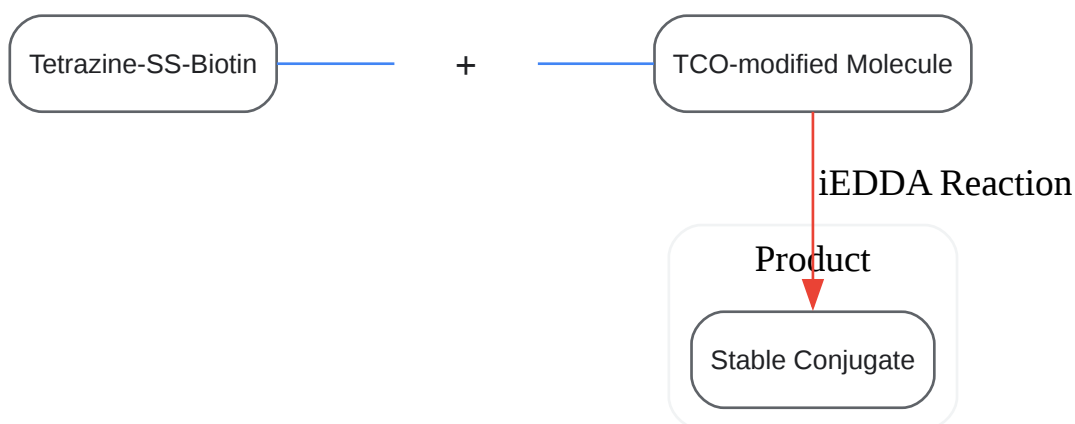 Tetrazine-SS-Biotin
+
TCO-modified Molecule
iEDDA Reaction
Product
Stable Conjugate